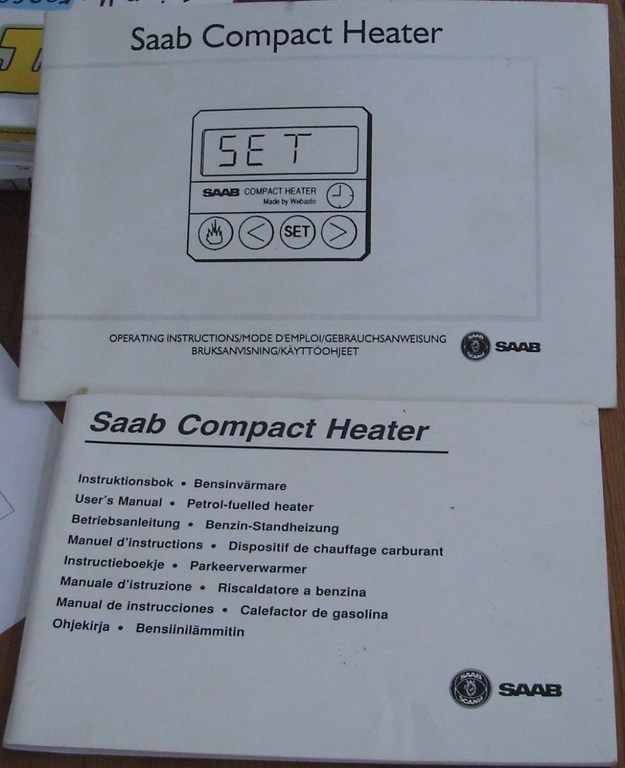 Saab Compact Heater
SET
SAAB COMPACT HEATER
Made by Webasto
SET
OPERATING INSTRUCTIONS/MODE D'EMPLOI/GEBRAUCHSANWEISUNG
BRUKSANVISNING/KÄYTTÖOHJEET
SAAB
Saab Compact Heater
Instruktionsbok • Bensinvärmare
User's Manual • Petrol-fuelled heater
Betriebsanleitung • Benzin-Standheizung
Manuel d'instructions • Dispositif de chauffage carburant
Instructieboekje • Parkeerverwarmer
Manuale d'istruzione • Riscaldatore a benzina
Manual de instrucciones • Calefactor de gasolina
Ohjekirja • Bensiinilämmitin
SAAB
SCANIA
SAAB